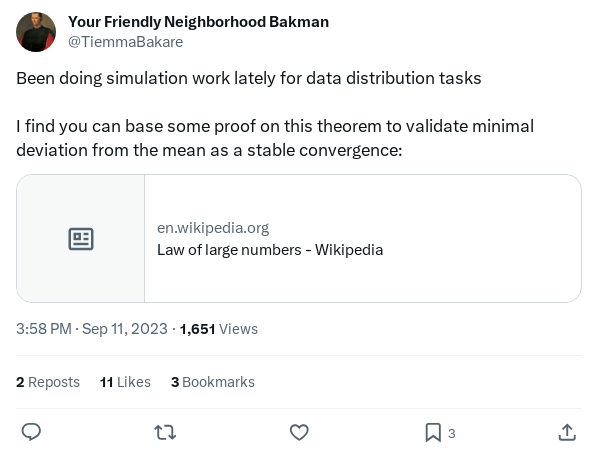 Your Friendly Neighborhood Bakman
@TiemmaBakare
Been doing simulation work lately for data distribution tasks
I find you can base some proof on this theorem to validate minimal
deviation from the mean as a stable convergence:
en.wikipedia.org
Law of large numbers - Wikipedia
3:58 PM · Sep 11, 2023 · 1,651 Views
2 Reposts 11 Likes 3 Bookmarks
3